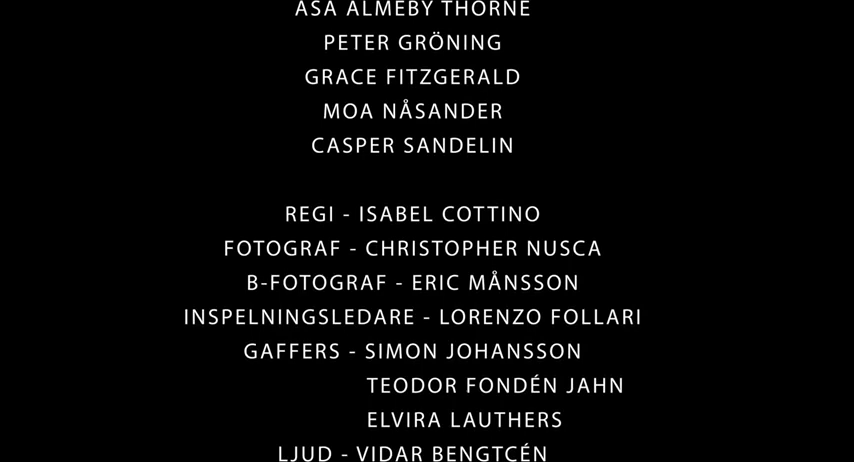 ÅSA ALMEBY THORNE
PETER GRÖNING
GRACE FITZGERALD
MOA NÅSANDER
CASPER SANDELIN
REGI - ISABEL COTTINO
FOTOGRAF - CHRISTOPHER NUSCA
B-FOTOGRAF - ERIC MÅNSSON
INSPELNINGSLEDARE - LORENZO FOLLARI
GAFFERS - SIMON JOHANSSON
TEODOR FONDÉN JAHN
ELVIRA LAUTHERS
LJUD - VIDAR BENGTCÉN